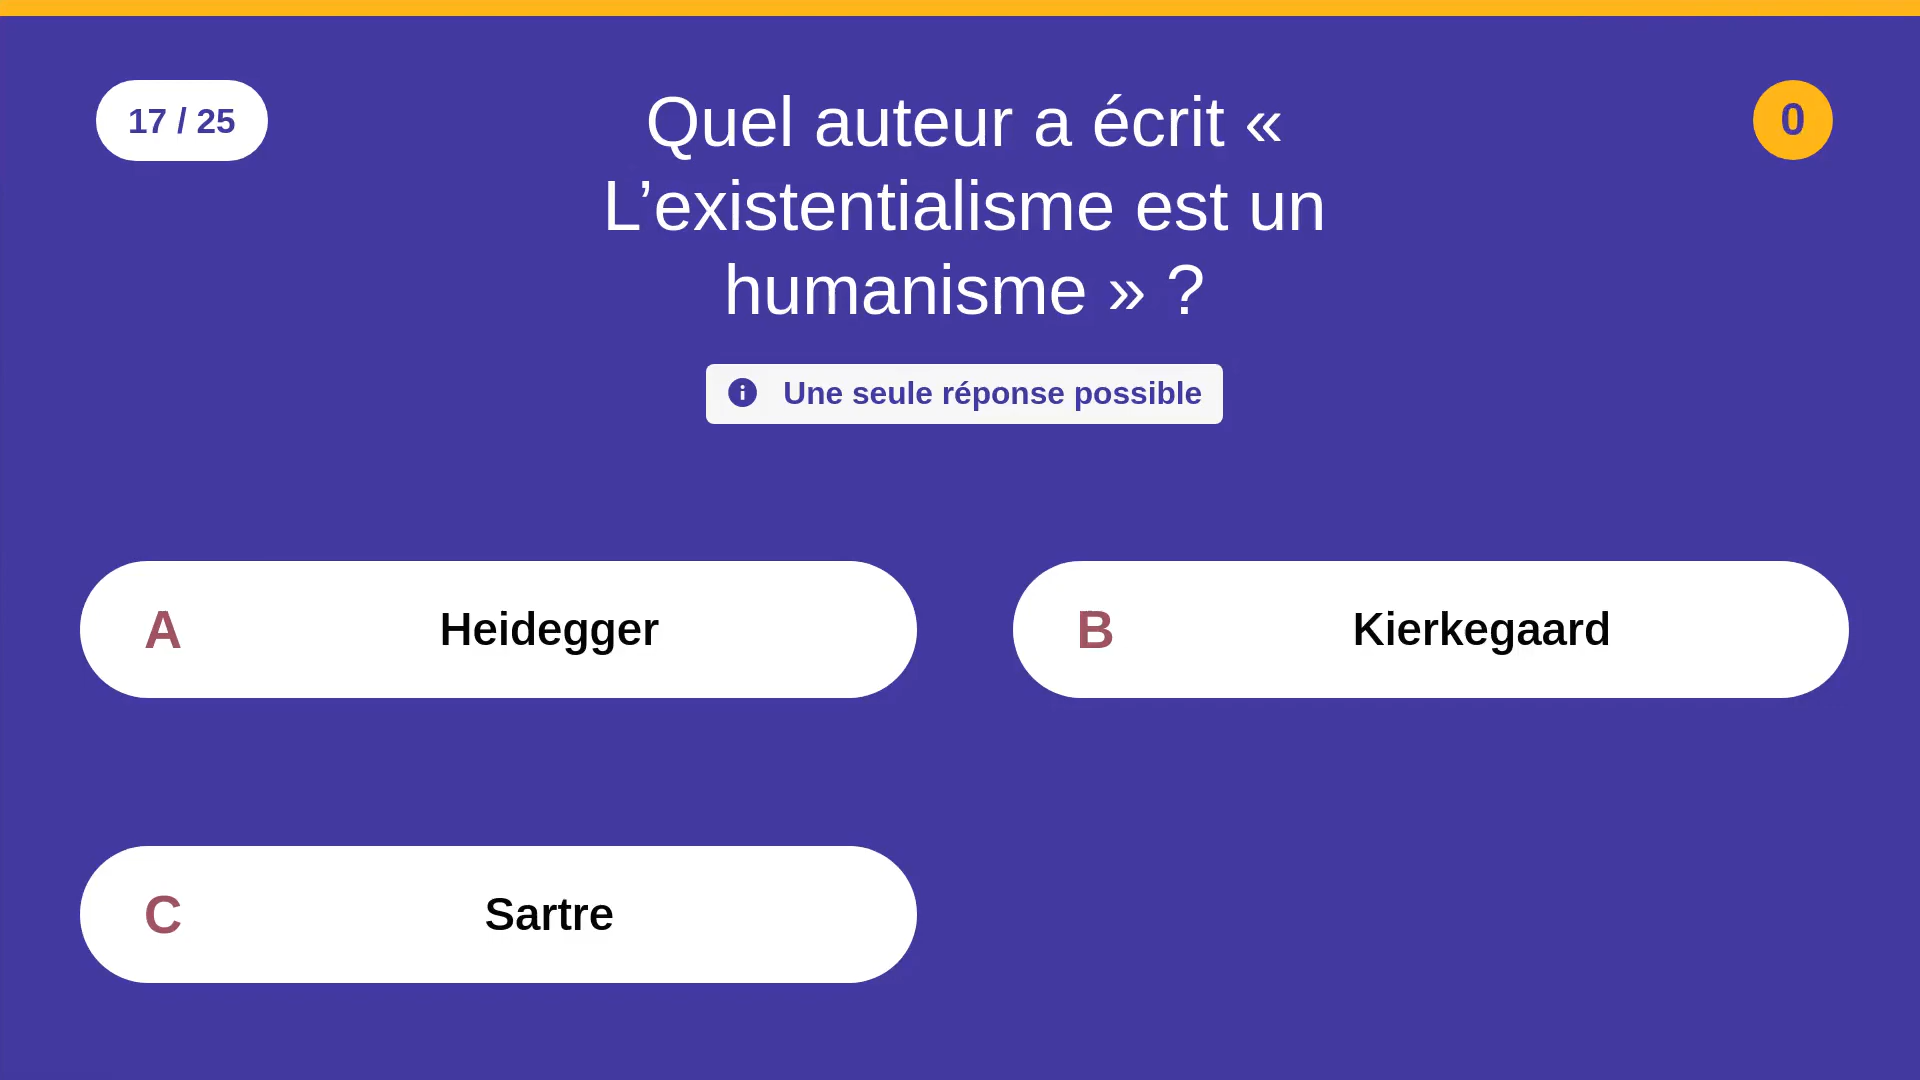 17 / 25
Quel auteur a écrit «
L’existentialisme est un
humanisme » ?
0
Une seule réponse possible
A Heidegger
B Kierkegaard
C Sartre